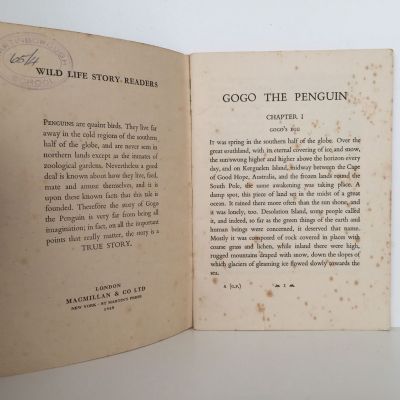 65/4
WILD LIFE STORY READERS
PENGUINS are quaint birds. They live far
away in the cold regions of the southern
half of the globe, and are never seen in
northern lands except as the inmates of
zoological gardens. Nevertheless a good
deal is known about how they live, feed,
mate and amuse themselves, and it is
upon these known facts that this tale is
founded. Therefore the story of Gogo
the Penguin is very far from being all
imagination; in fact, on all the important
points that really matter, the story is a
TRUE STORY.
LONDON
MACMILLAN & CO LTD
NEW YORK · ST MARTIN'S PRESS
GOGO THE PENGUIN
CHAPTER I
GOGO'S EGG
It was spring in the southern half of the globe. Over the
great southland, with its eternal covering of ice and snow,
the sun swung higher and higher above the horizon every
day, and on Kerguelen Island, midway between the Cape
of Good Hope, Australia, and the frozen lands round the
South Pole, the same awakening was taking place. A
damp spot, this piece of land set in the midst of a great
ocean. It rained there more often than the sun shone, and
it was lonely, too. Desolation Island, some people called
it, and indeed, so far as the green things of the earth and
human beings were concerned, it deserved that name.
Mostly it was composed of rock covered in places with
coarse grass and lichen, while inland there were high,
rugged mountains draped with snow, down the slopes of
which glaciers of gleaming ice flowed slowly towards the
sea.
A (G.P.) 1